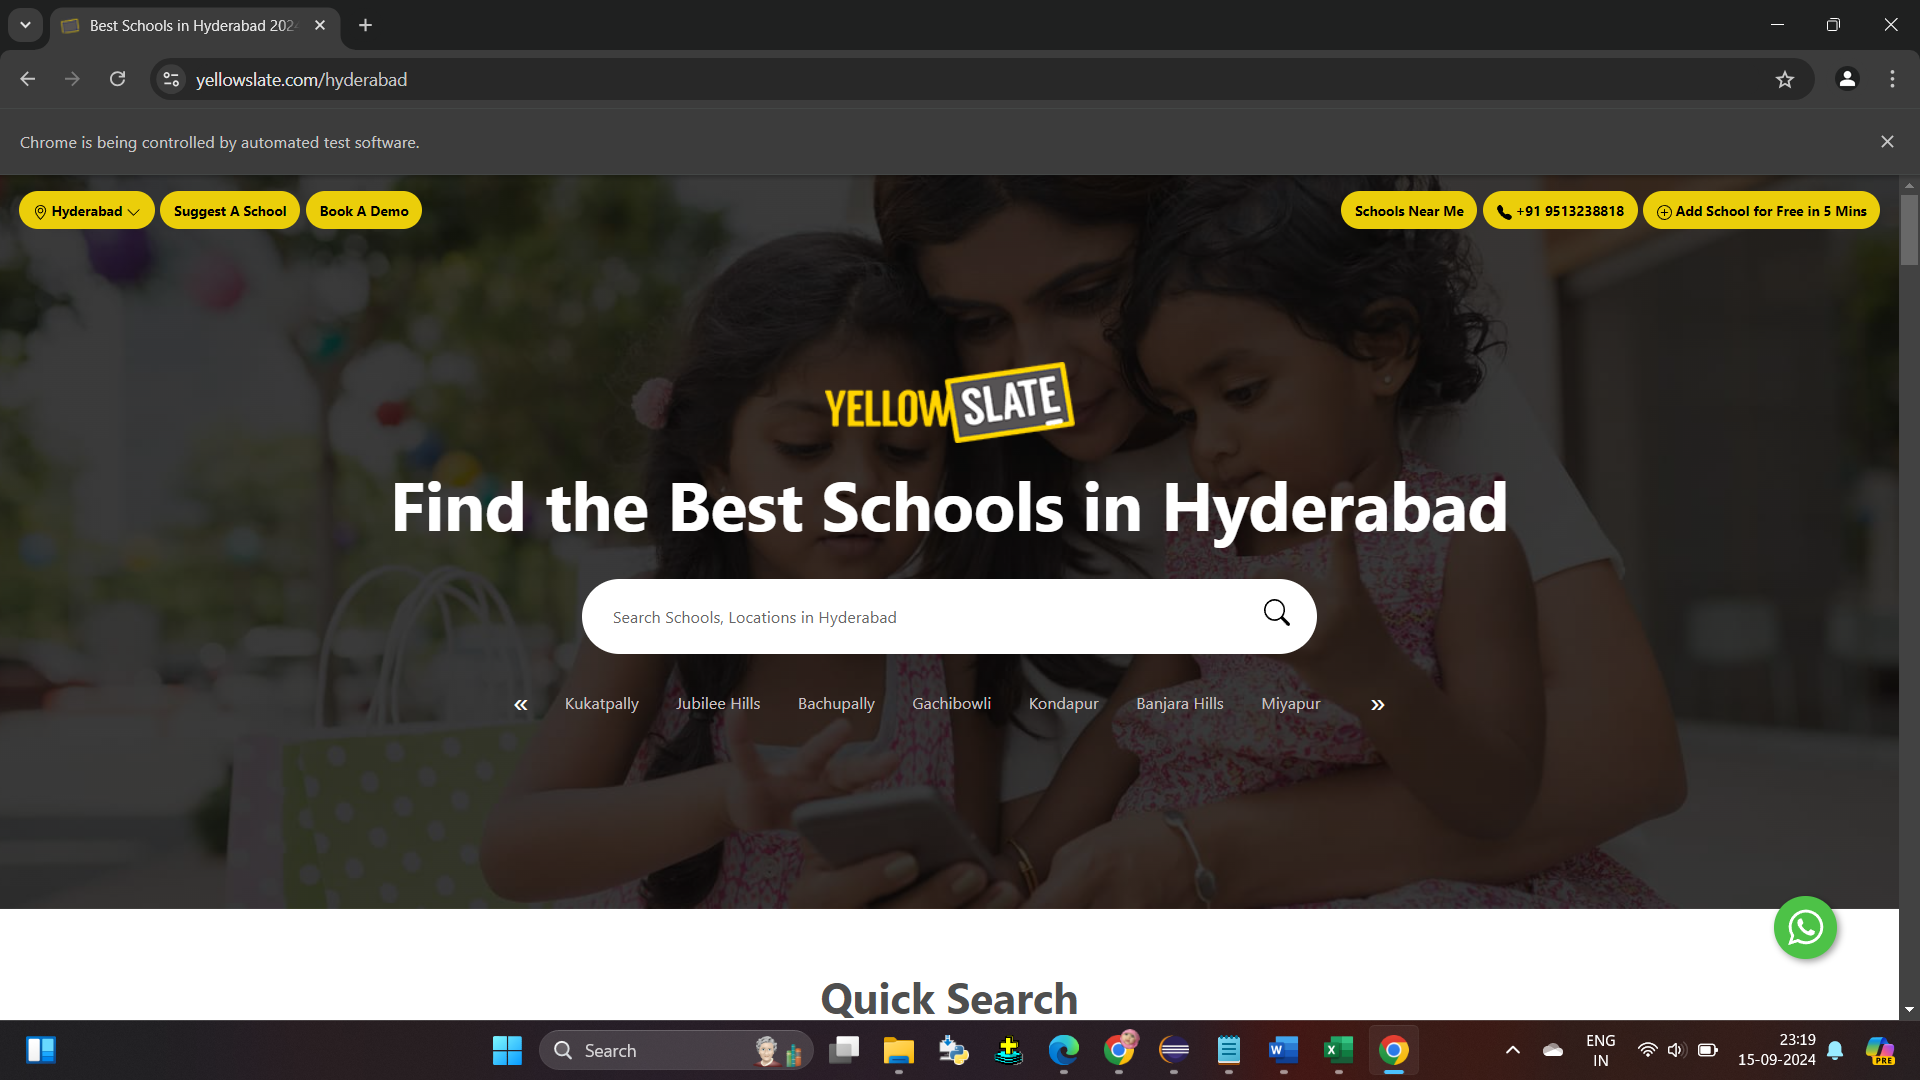 Best Schools in Hyderabad 202
yellowslate.com/hyderabad
Chrome is being controlled by automated test software.
Hyderabad
Suggest A School
Book A Demo
Schools Near Me
+91 9513238818
Add School for Free in 5 Mins
YELLOW SLATE
Find the Best Schools in Hyderabad
Search Schools, Locations in Hyderabad
« Kukatpally Jubilee Hills Bachupally Gachibowli Kondapur Banjara Hills Miyapur »
Quick Search
Search
ENG
IN
23:19
15-09-2024
PRE